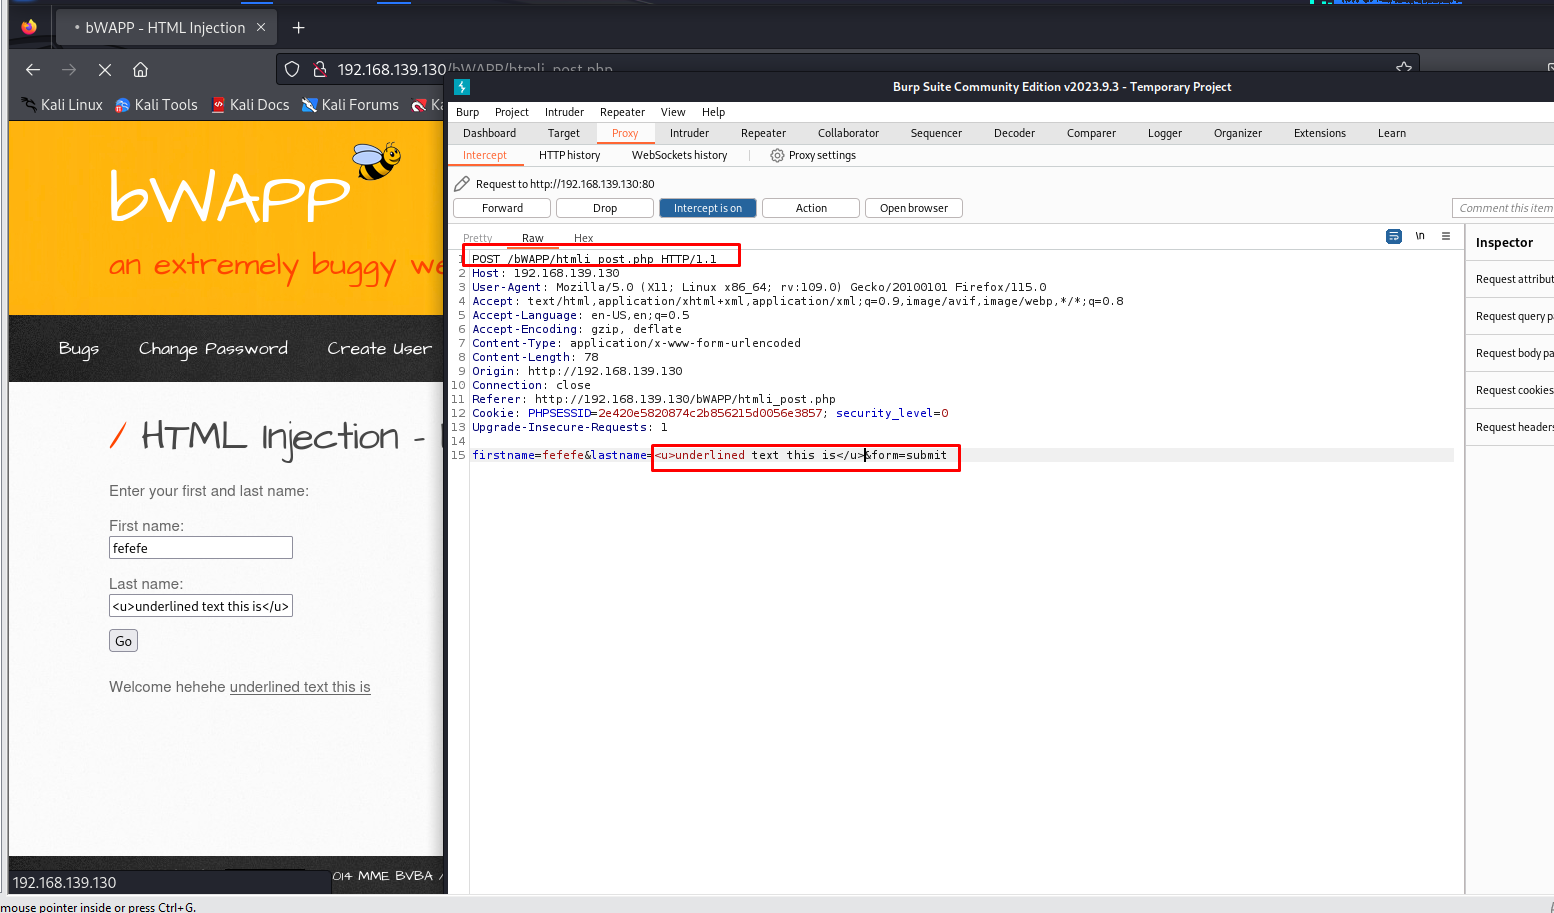 bWAPP - HTML Injection
192.168.139.130/bWAPP/htmli_post.php
Kali Linux
Kali Tools
Kali Docs
Kali Forums
Ka
bWAPP
an extremely buggy we
Bugs
Change Password
Create User
/ HTML Injection -
Enter your first and last name:
First name:
fefefe
Last name:
<u>underlined text this is</u>
Go
Welcome hehehe underlined text this is
014 MME BVBA /
192.168.139.130
mouse pointer inside or press Ctrl+G.
Burp Suite Community Edition v2023.9.3 - Temporary Project
Burp Project Intruder Repeater View Help
Dashboard Target Proxy Intruder Repeater Collaborator Sequencer Decoder Comparer Logger Organizer Extensions Learn
Intercept HTTP history WebSockets history Proxy settings
Request to http://192.168.139.130:80
Forward Drop Intercept is on Action Open browser Comment this item
Pretty Raw Hex \n
1 POST /bWAPP/htmli_post.php HTTP/1.1
2 Host: 192.168.139.130
3 User-Agent: Mozilla/5.0 (X11; Linux x86_64; rv:109.0) Gecko/20100101 Firefox/115.0
4 Accept: text/html,application/xhtml+xml,application/xml;q=0.9,image/avif,image/webp,*/*;q=0.8
5 Accept-Language: en-US,en;q=0.5
6 Accept-Encoding: gzip, deflate
7 Content-Type: application/x-www-form-urlencoded
8 Content-Length: 78
9 Origin: http://192.168.139.130
10 Connection: close
11 Referer: http://192.168.139.130/bWAPP/htmli_post.php
12 Cookie: PHPSESSID=2e420e5820874c2b856215d0056e3857; security_level=0
13 Upgrade-Insecure-Requests: 1
14
15 firstname=fefefe&lastname=<u>underlined text this is</u>&form=submit
Inspector
Request attribut
Request query pa
Request body pa
Request cookies
Request headers